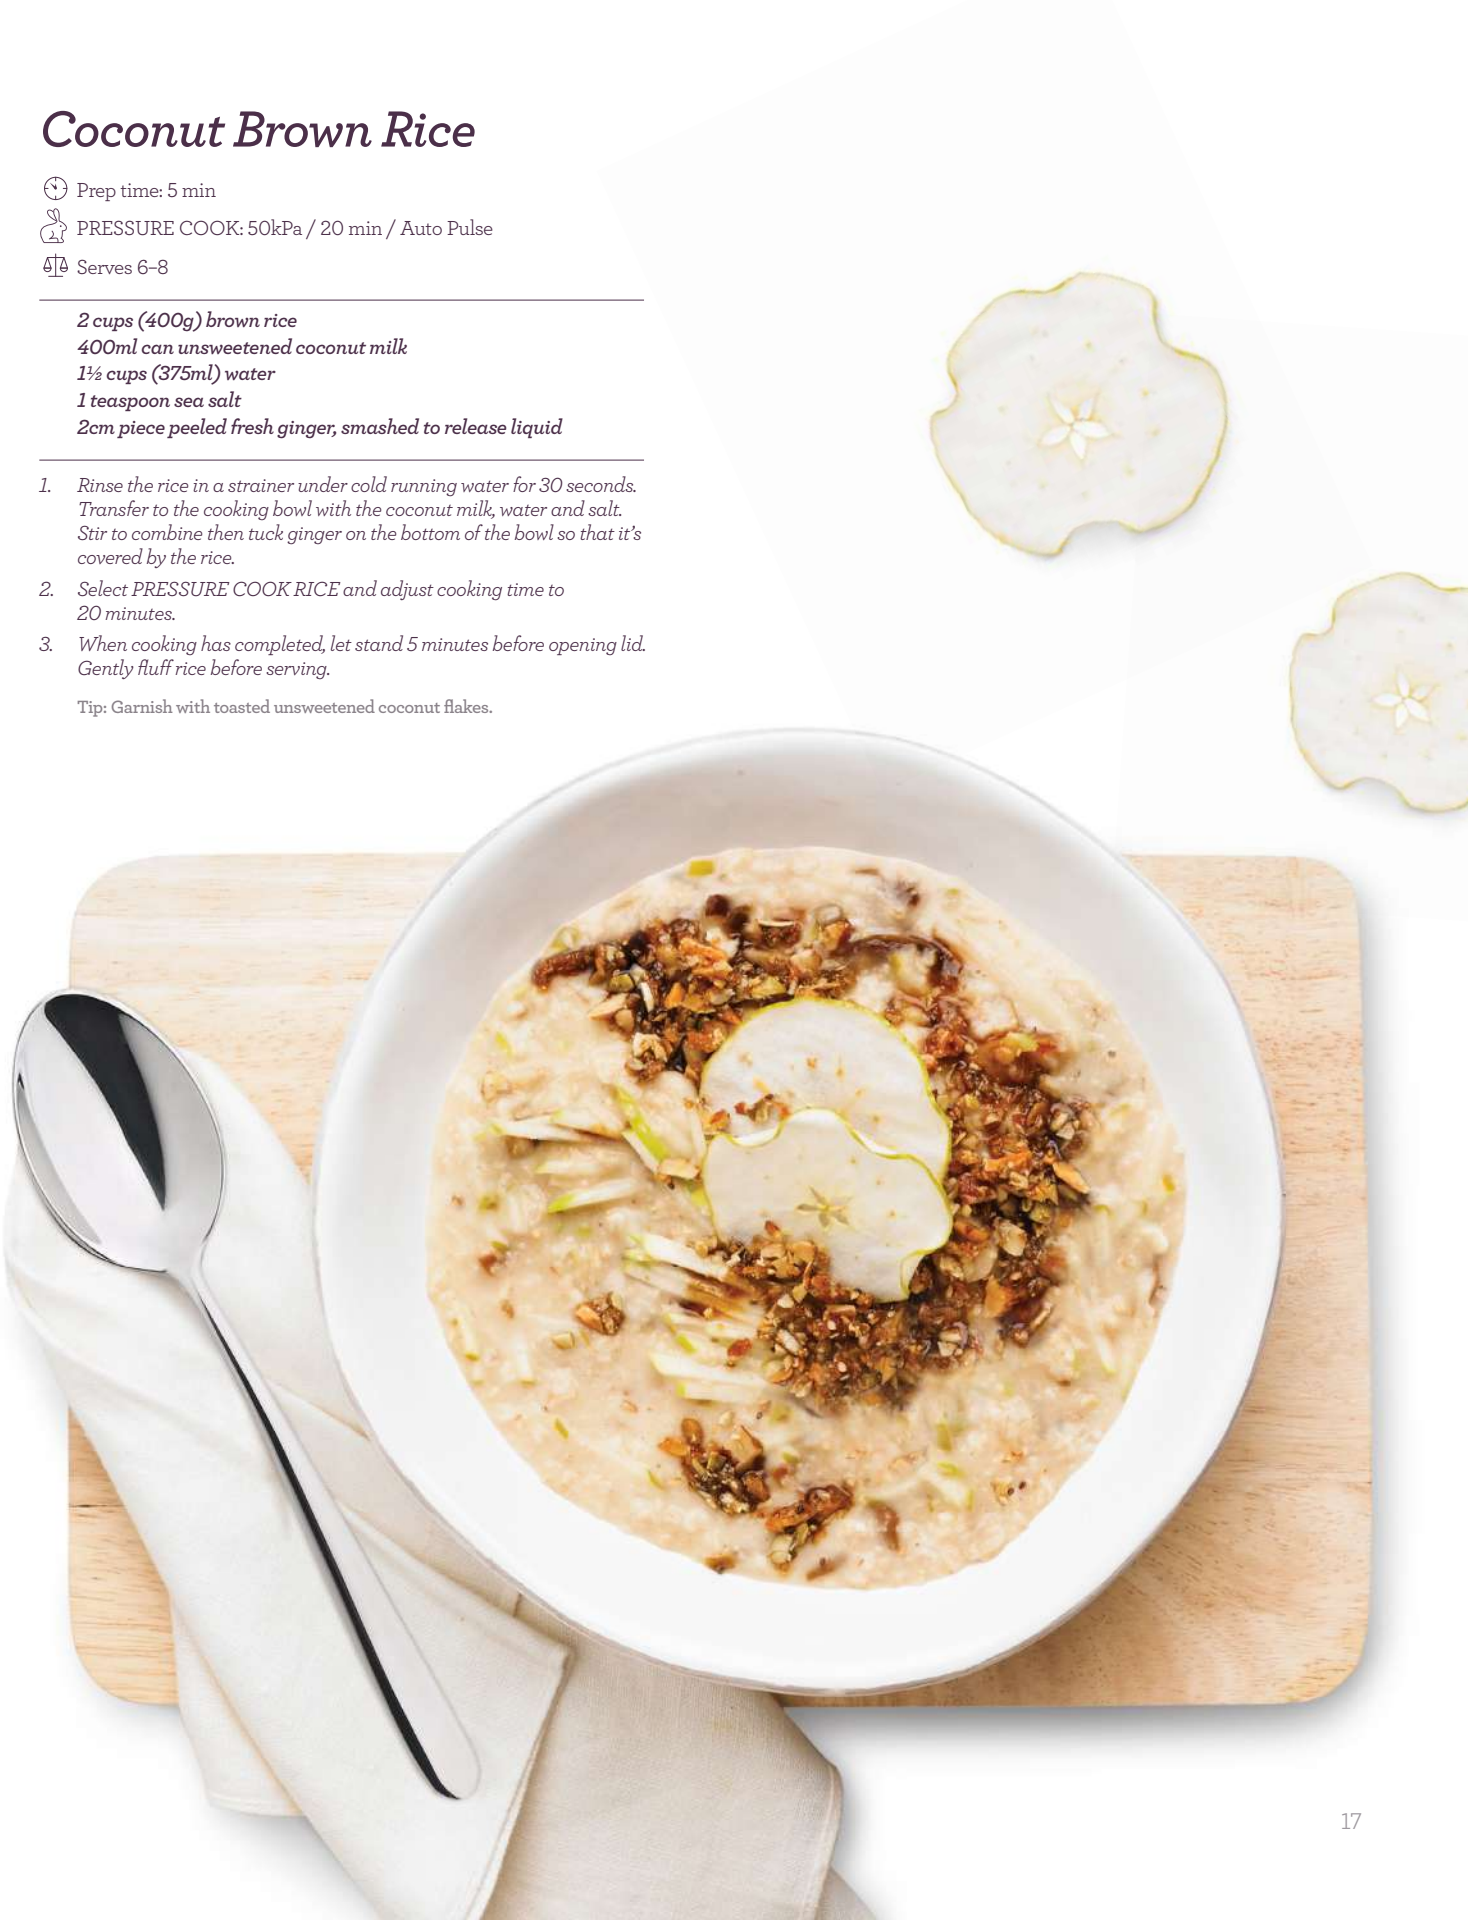 Coconut Brown Rice
Prep time: 5 min
PRESSURE COOK: 50kPa / 20 min / Auto Pulse
Serves 6–8
2 cups (400g) brown rice
400ml can unsweetened coconut milk
1½ cups (375ml) water
1 teaspoon sea salt
2cm piece peeled fresh ginger, smashed to release liquid
1. Rinse the rice in a strainer under cold running water for 30 seconds.
Transfer to the cooking bowl with the coconut milk, water and salt.
Stir to combine then tuck ginger on the bottom of the bowl so that it's
covered by the rice.
2. Select PRESSURE COOK RICE and adjust cooking time to
20 minutes.
3. When cooking has completed, let stand 5 minutes before opening lid.
Gently fluff rice before serving.
Tip: Garnish with toasted unsweetened coconut flakes.
17